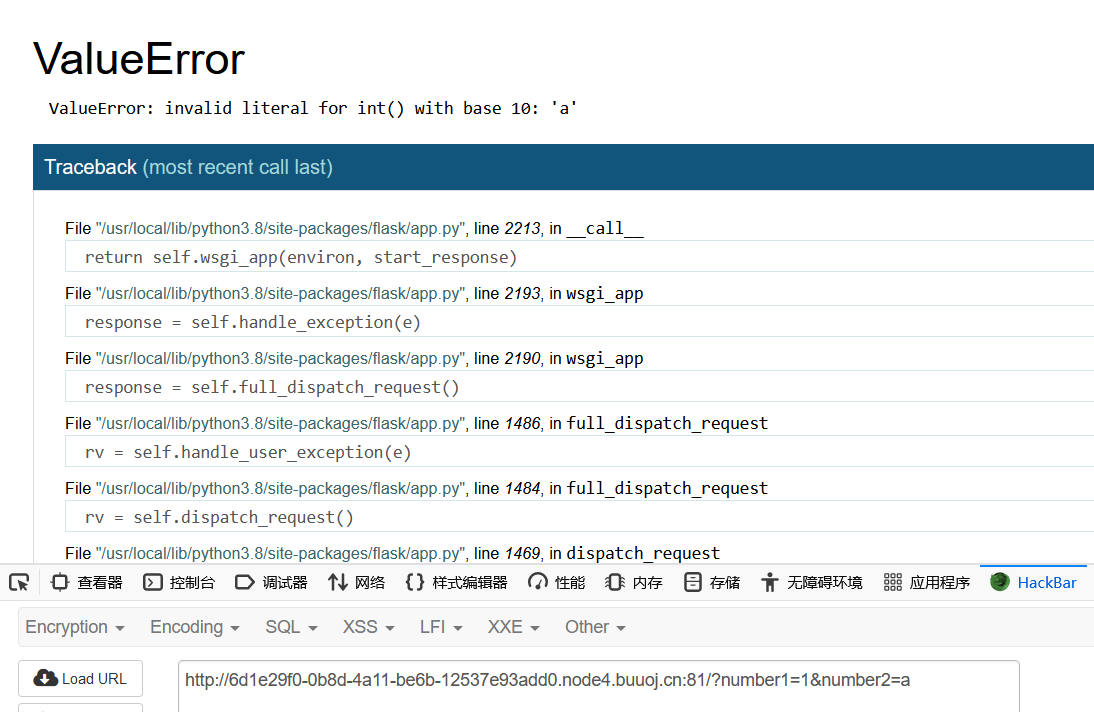 ValueError
ValueError: invalid literal for int() with base 10: 'a'
Traceback (most recent call last)
File "/usr/local/lib/python3.8/site-packages/flask/app.py", line 2213, in __call__
return self.wsgi_app(environ, start_response)
File "/usr/local/lib/python3.8/site-packages/flask/app.py", line 2193, in wsgi_app
response = self.handle_exception(e)
File "/usr/local/lib/python3.8/site-packages/flask/app.py", line 2190, in wsgi_app
response = self.full_dispatch_request()
File "/usr/local/lib/python3.8/site-packages/flask/app.py", line 1486, in full_dispatch_request
rv = self.handle_user_exception(e)
File "/usr/local/lib/python3.8/site-packages/flask/app.py", line 1484, in full_dispatch_request
rv = self.dispatch_request()
File "/usr/local/lib/python3.8/site-packages/flask/app.py", line 1469, in dispatch_request
查看器 控制台 调试器 网络 样式编辑器 性能 内存 存储 无障碍环境 应用程序 HackBar
Encryption Encoding SQL XSS LFI XXE Other
Load URL http://6d1e29f0-0b8d-4a11-be6b-12537e93add0.node4.buuoj.cn:81/?number1=1&number2=a